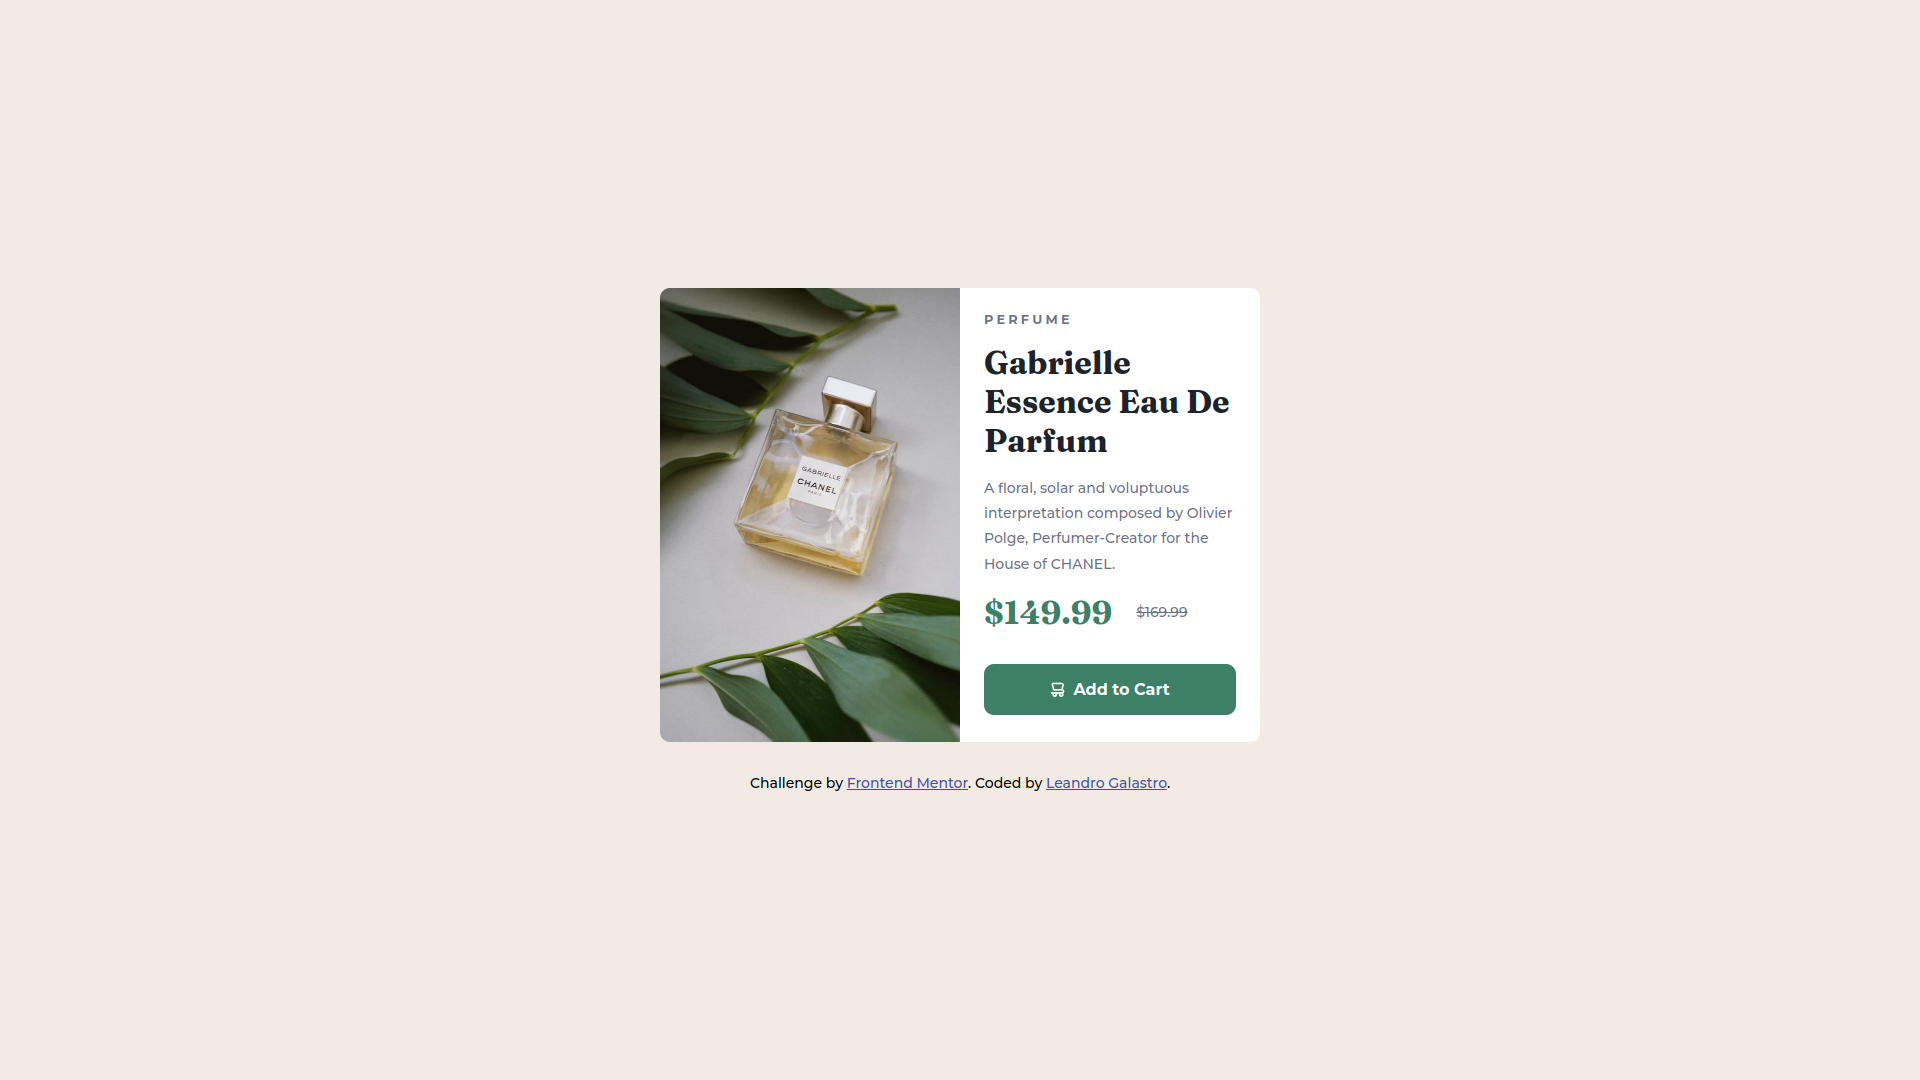 PERFUME
Gabrielle
Essence Eau De
Parfum
GABRIELLE
CHANEL
PARIS
A floral, solar and voluptuous
interpretation composed by Olivier
Polge, Perfumer-Creator for the
House of CHANEL.
$149.99 $169.99
Add to Cart
Challenge by Frontend Mentor. Coded by Leandro Galastro.